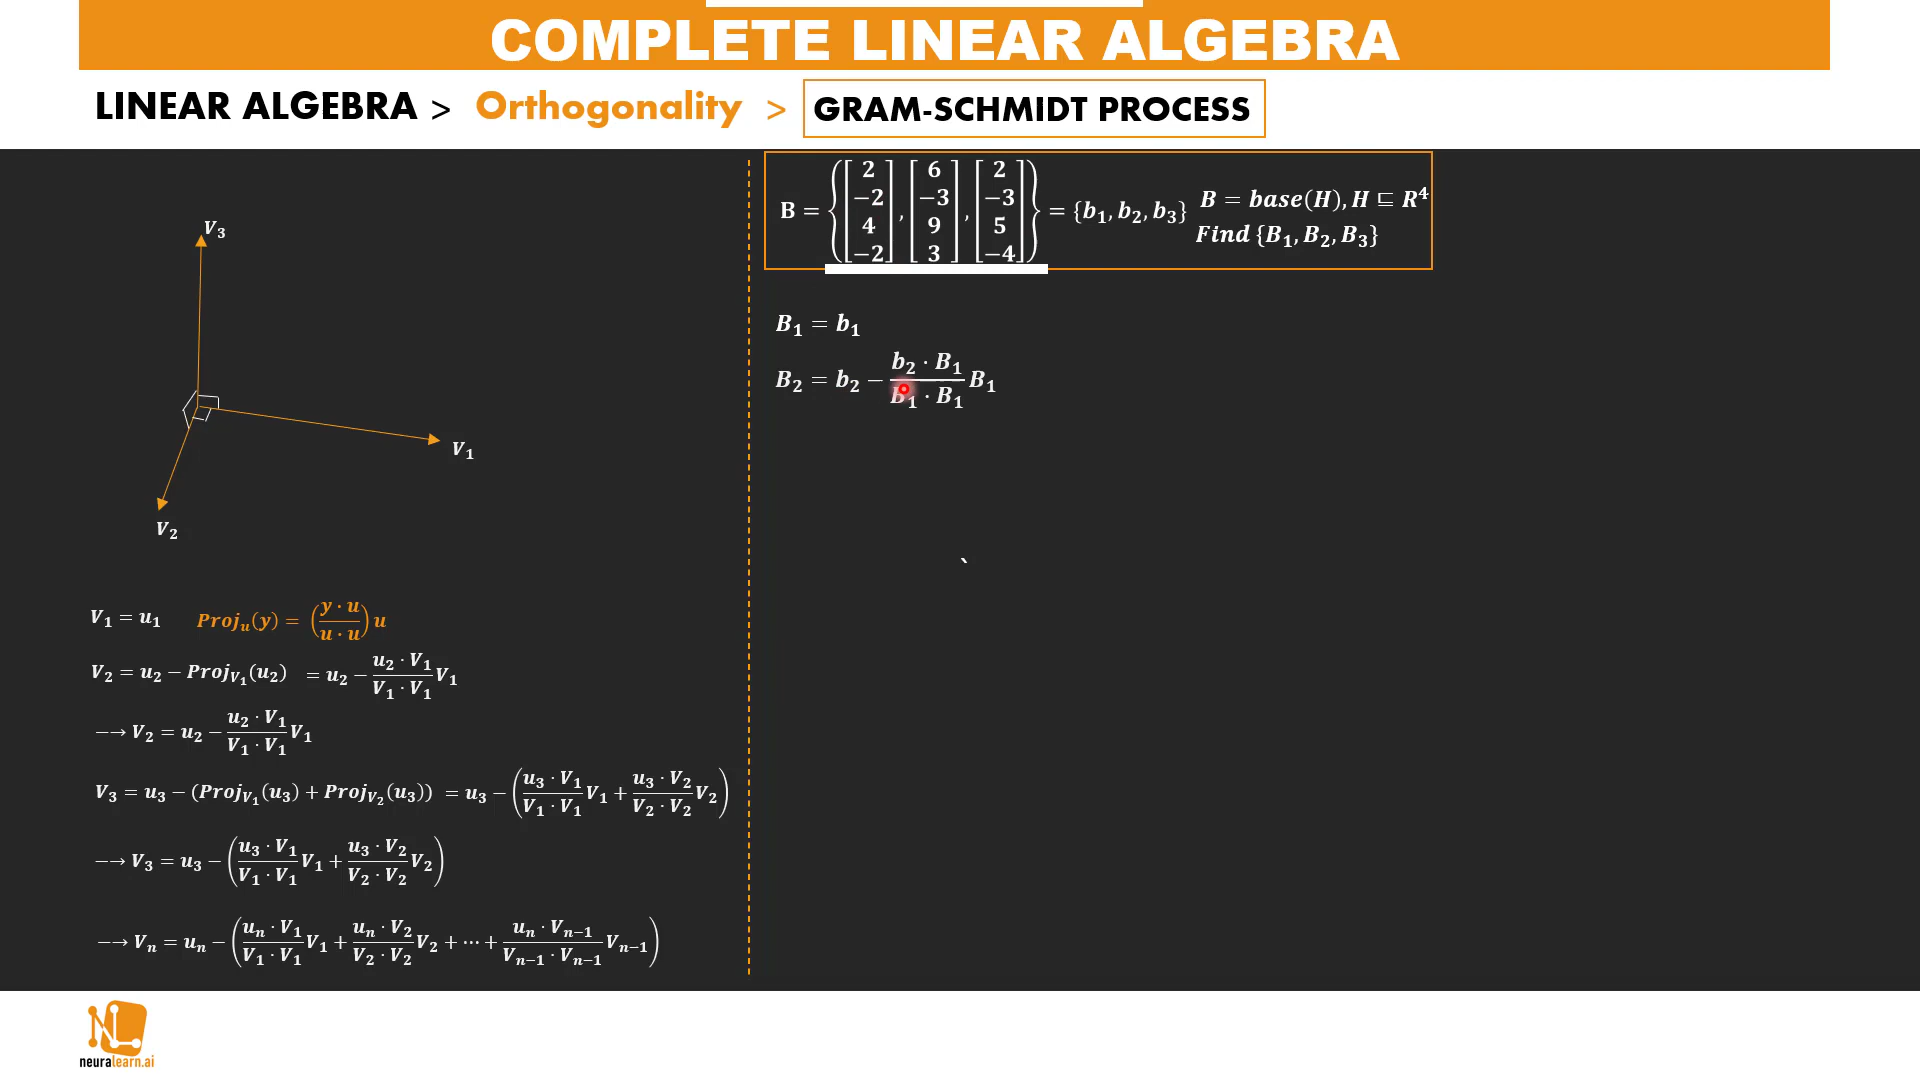 COMPLETE LINEAR ALGEBRA
LINEAR ALGEBRA > Orthogonality > GRAM-SCHMIDT PROCESS
V₃
V₁
V₂
V₁ = u₁ Projᵤ(y) = (y · u / u · u) u
V₂ = u₂ − Proj_V₁(u₂) = u₂ − (u₂ · V₁ / V₁ · V₁) V₁
−→ V₂ = u₂ − (u₂ · V₁ / V₁ · V₁) V₁
V₃ = u₃ − (Proj_V₁(u₃) + Proj_V₂(u₃)) = u₃ − (u₃ · V₁ / V₁ · V₁ V₁ + u₃ · V₂ / V₂ · V₂ V₂)
−→ V₃ = u₃ − (u₃ · V₁ / V₁ · V₁ V₁ + u₃ · V₂ / V₂ · V₂ V₂)
−→ Vₙ = uₙ − (uₙ · V₁ / V₁ · V₁ V₁ + uₙ · V₂ / V₂ · V₂ V₂ + ⋯ + uₙ · Vₙ₋₁ / Vₙ₋₁ · Vₙ₋₁ Vₙ₋₁)
B = {[2 −2 4 −2], [6 −3 9 3], [2 −3 5 −4]} = {b₁, b₂, b₃} B = base(H), H ⊑ R⁴
Find {B₁, B₂, B₃}
B₁ = b₁
B₂ = b₂ − (b₂ · B₁ / B₁ · B₁) B₁
`
neuralearn.ai